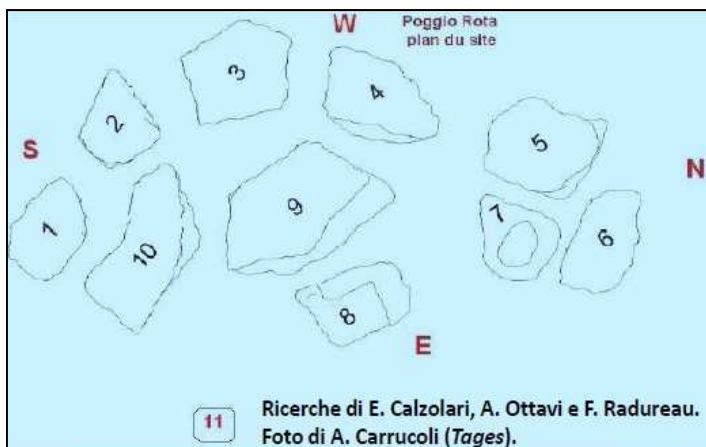 W
Poggio Rota
plan du site
3
4
2
5
S
N
9
7
1
6
10
8
E
11
Ricerche di E. Calzolari, A. Ottavi e F. Radureau.
Foto di A. Carrucoli (Tages).